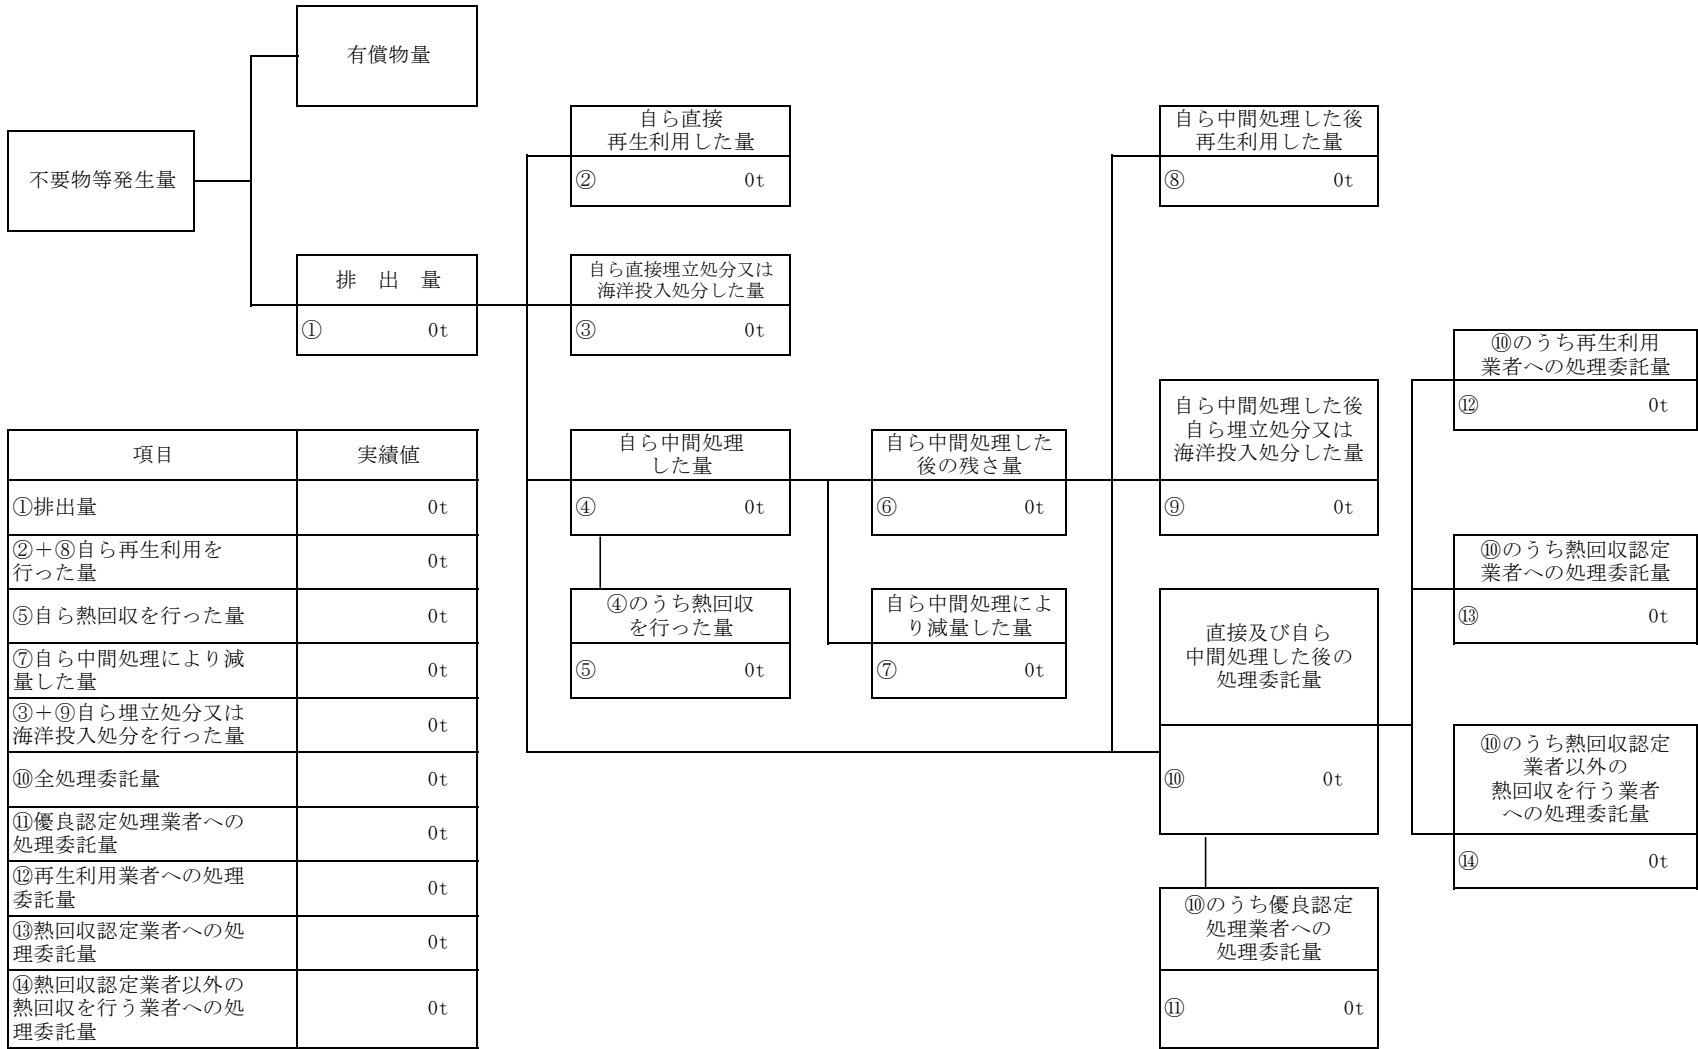 有償物量
不要物等発生量
排　出　量
① 0t
自ら直接
再生利用した量
② 0t
自ら直接埋立処分又は
海洋投入処分した量
③ 0t
自ら中間処理
した量
④ 0t
④のうち熱回収
を行った量
⑤ 0t
自ら中間処理した
後の残さ量
⑥ 0t
自ら中間処理によ
り減量した量
⑦ 0t
自ら中間処理した後
再生利用した量
⑧ 0t
自ら中間処理した後
自ら埋立処分又は
海洋投入処分した量
⑨ 0t
直接及び自ら
中間処理した後の
処理委託量
⑩ 0t
⑩のうち優良認定
処理業者への
処理委託量
⑪ 0t
⑩のうち再生利用
業者への処理委託量
⑫ 0t
⑩のうち熱回収認定
業者への処理委託量
⑬ 0t
⑩のうち熱回収認定
業者以外の
熱回収を行う業者
への処理委託量
⑭ 0t
項目 実績値
①排出量 0t
②＋⑧自ら再生利用を
行った量 0t
⑤自ら熱回収を行った量 0t
⑦自ら中間処理により減
量した量 0t
③＋⑨自ら埋立処分又は
海洋投入処分を行った量 0t
⑩全処理委託量 0t
⑪優良認定処理業者への
処理委託量 0t
⑫再生利用業者への処理
委託量 0t
⑬熱回収認定業者への処
理委託量 0t
⑭熱回収認定業者以外の
熱回収を行う業者への処
理委託量 0t